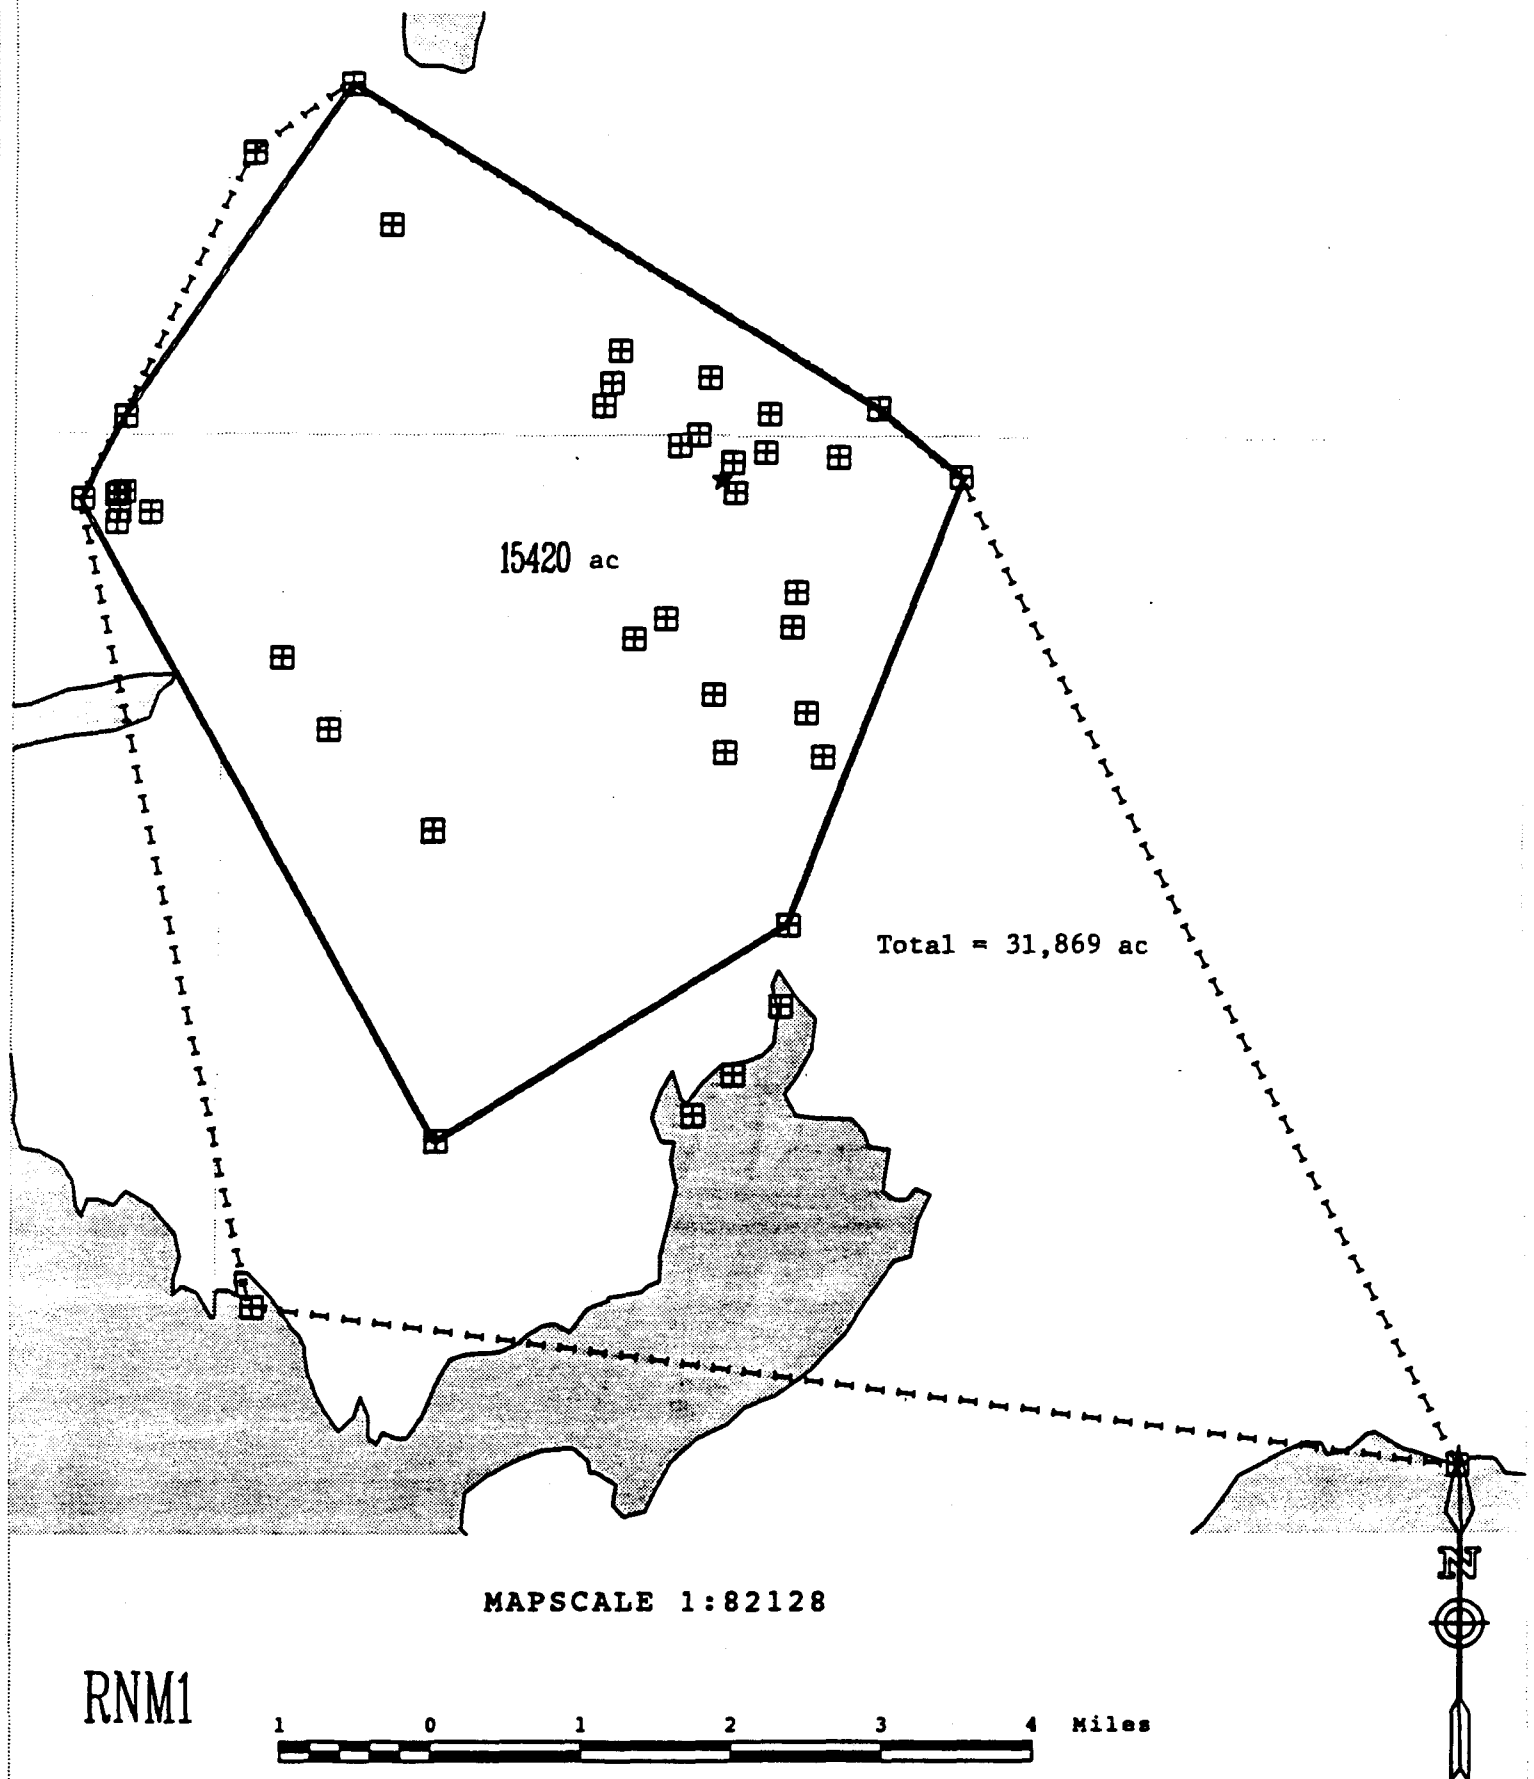 15420 ac
Total = 31,869 ac
N
MAPSCALE 1:82128
RNM1
1 0 1 2 3 4 Miles